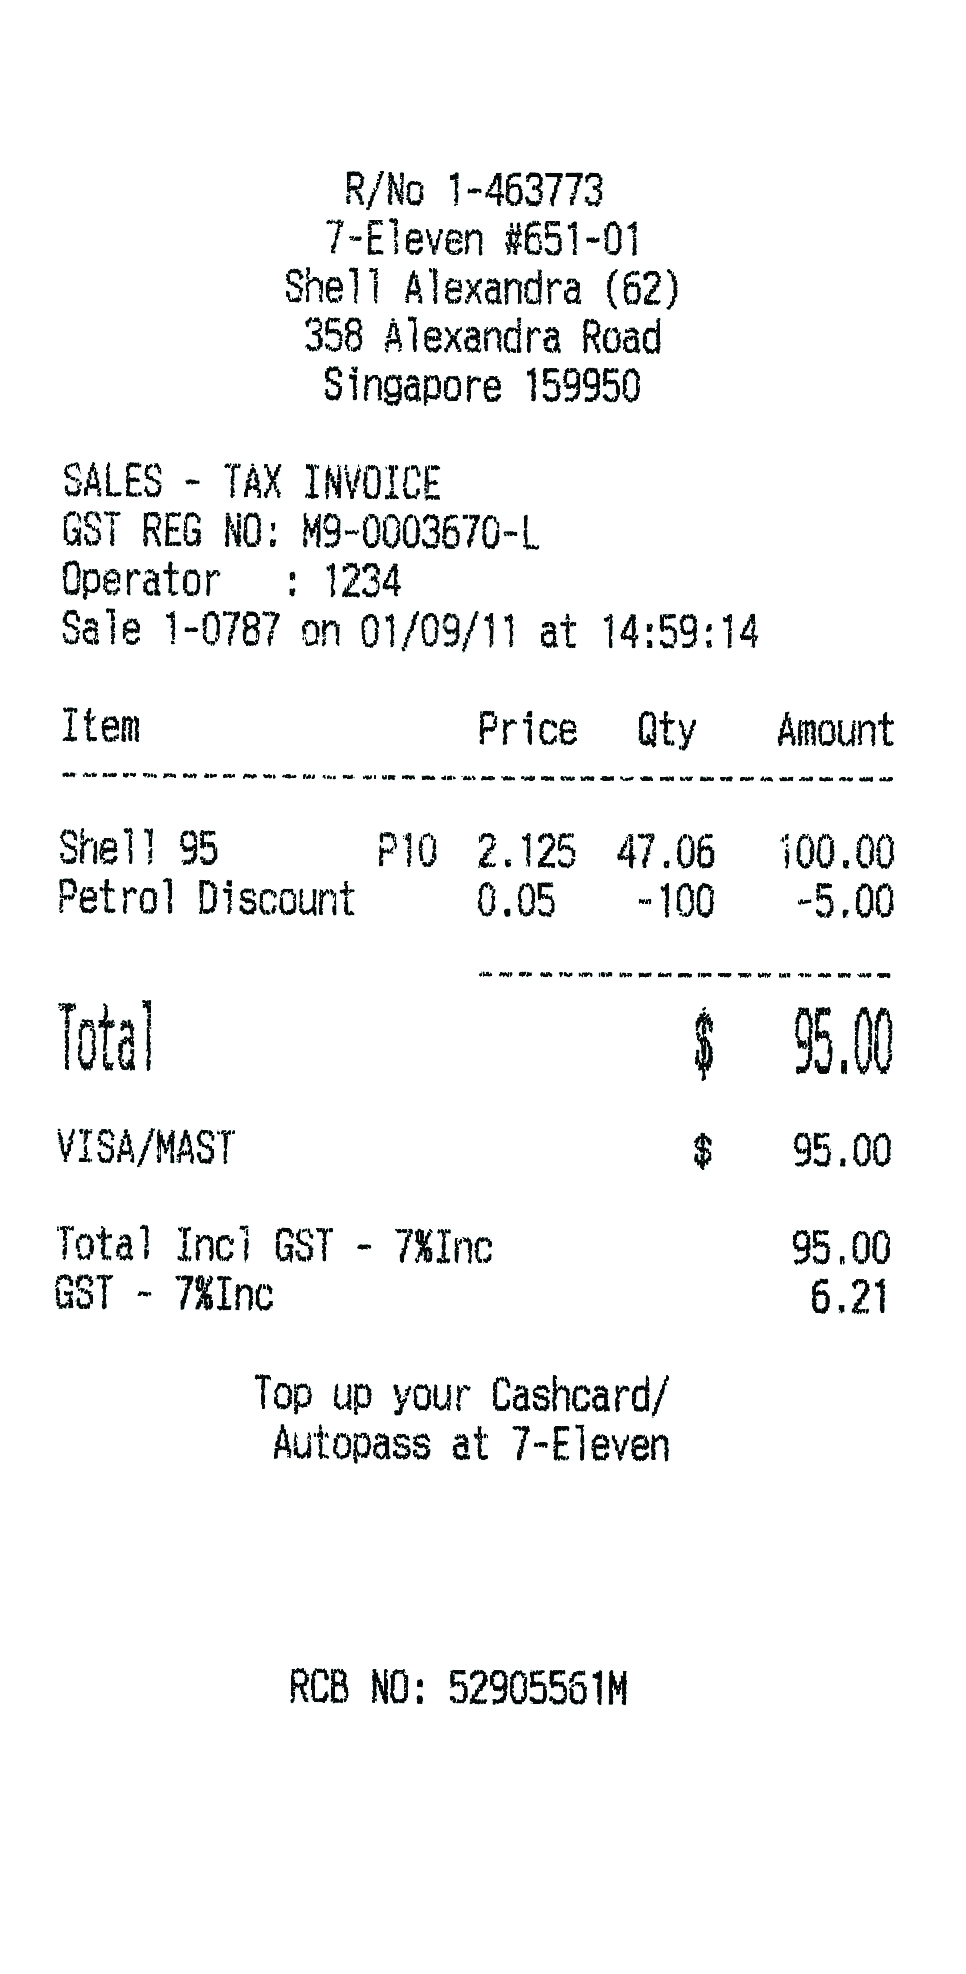 R/No 1-463773
7-Eleven #651-01
Shell Alexandra (62)
358 Alexandra Road
Singapore 159950
SALES - TAX INVOICE
GST REG NO: M9-0003670-L
Operator : 1234
Sale 1-0787 on 01/09/11 at 14:59:14
Item Price Qty Amount
Shell 95 P10 2.125 47.06 100.00
Petrol Discount 0.05 -100 -5.00
Total $ 95.00
VISA/MAST $ 95.00
Total Incl GST - 7%Inc 95.00
GST - 7%Inc 6.21
Top up your Cashcard/
Autopass at 7-Eleven
RCB NO: 52905561M